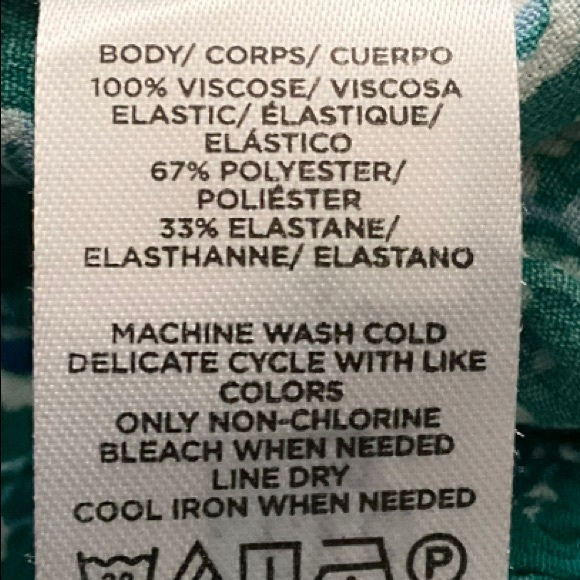 BODY/ CORPS/ CUERPO
100% VISCOSE/ VISCOSA
ELASTIC/ ÉLASTIQUE/
ELÁSTICO
67% POLYESTER/
POLIÉSTER
33% ELASTANE/
ELASTHANNE/ ELASTANO
MACHINE WASH COLD
DELICATE CYCLE WITH LIKE
COLORS
ONLY NON-CHLORINE
BLEACH WHEN NEEDED
LINE DRY
COOL IRON WHEN NEEDED
P